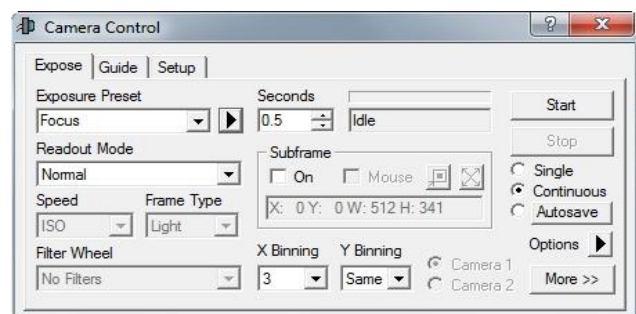 Camera Control
Expose Guide Setup
Exposure Preset
Focus
Seconds
0.5
Idle
Start
Stop
Readout Mode
Normal
Subframe
On Mouse
X: 0 Y: 0 W: 512 H: 341
Single
Continuous
Autosave
Speed Frame Type
ISO Light
Filter Wheel
No Filters
X Binning Y Binning
3 Same
Camera 1
Camera 2
Options
More >>